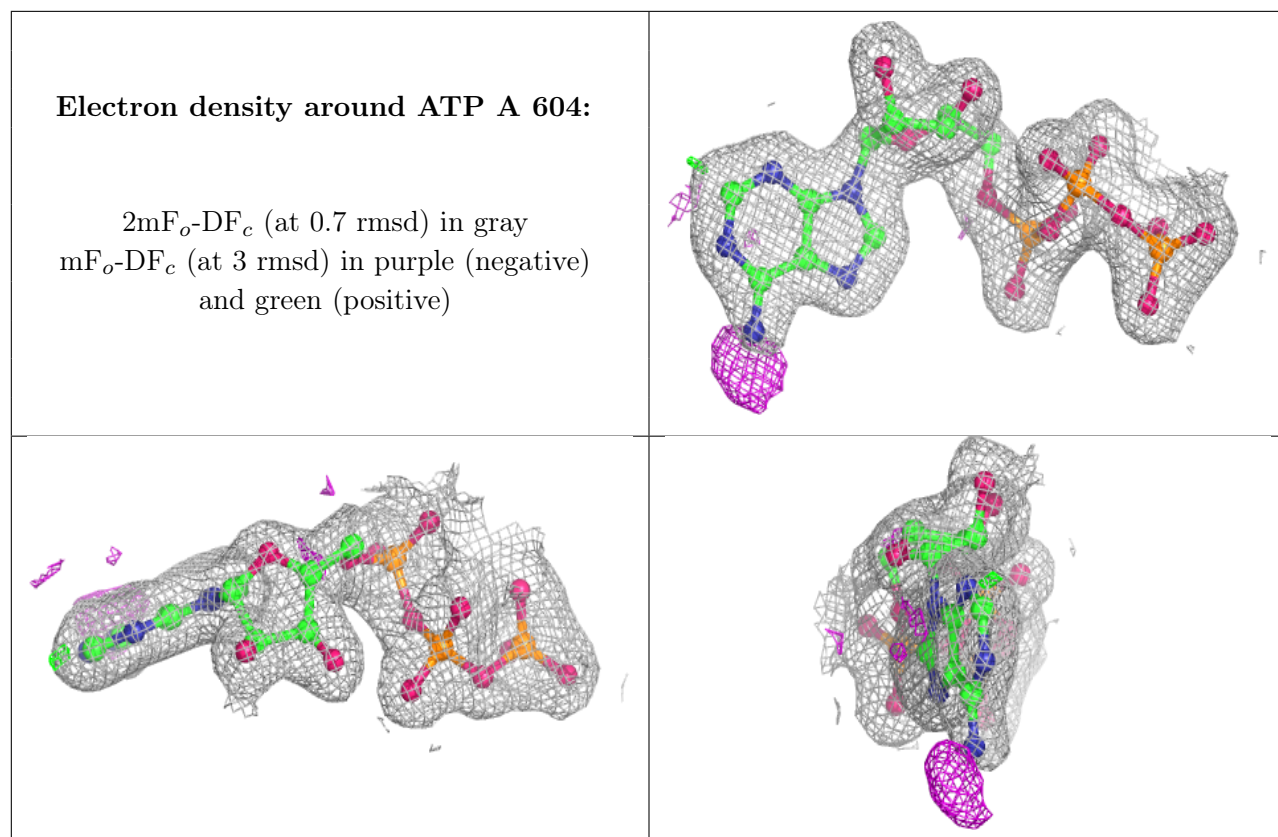 Electron density around ATP A 604:
2mFo-DFc (at 0.7 rmsd) in gray
mFo-DFc (at 3 rmsd) in purple (negative)
and green (positive)